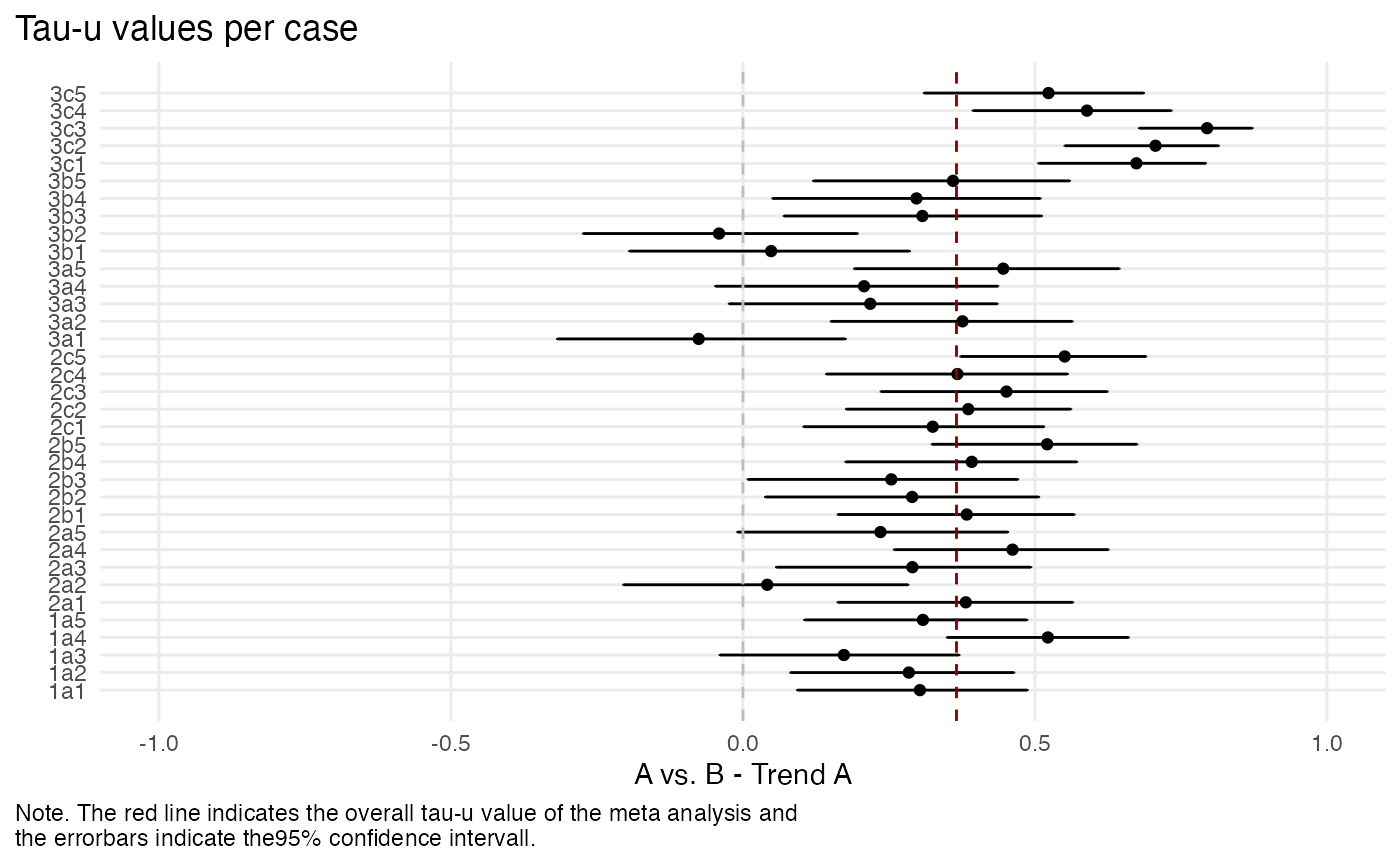 Tau-u values per case
3c5
3c4
3c3
3c2
3c1
3b5
3b4
3b3
3b2
3b1
3a5
3a4
3a3
3a2
3a1
2c5
2c4
2c3
2c2
2c1
2b5
2b4
2b3
2b2
2b1
2a5
2a4
2a3
2a2
2a1
1a5
1a4
1a3
1a2
1a1
-1.0 -0.5 0.0 0.5 1.0
A vs. B - Trend A
Note. The red line indicates the overall tau-u value of the meta analysis and
the errorbars indicate the95% confidence intervall.